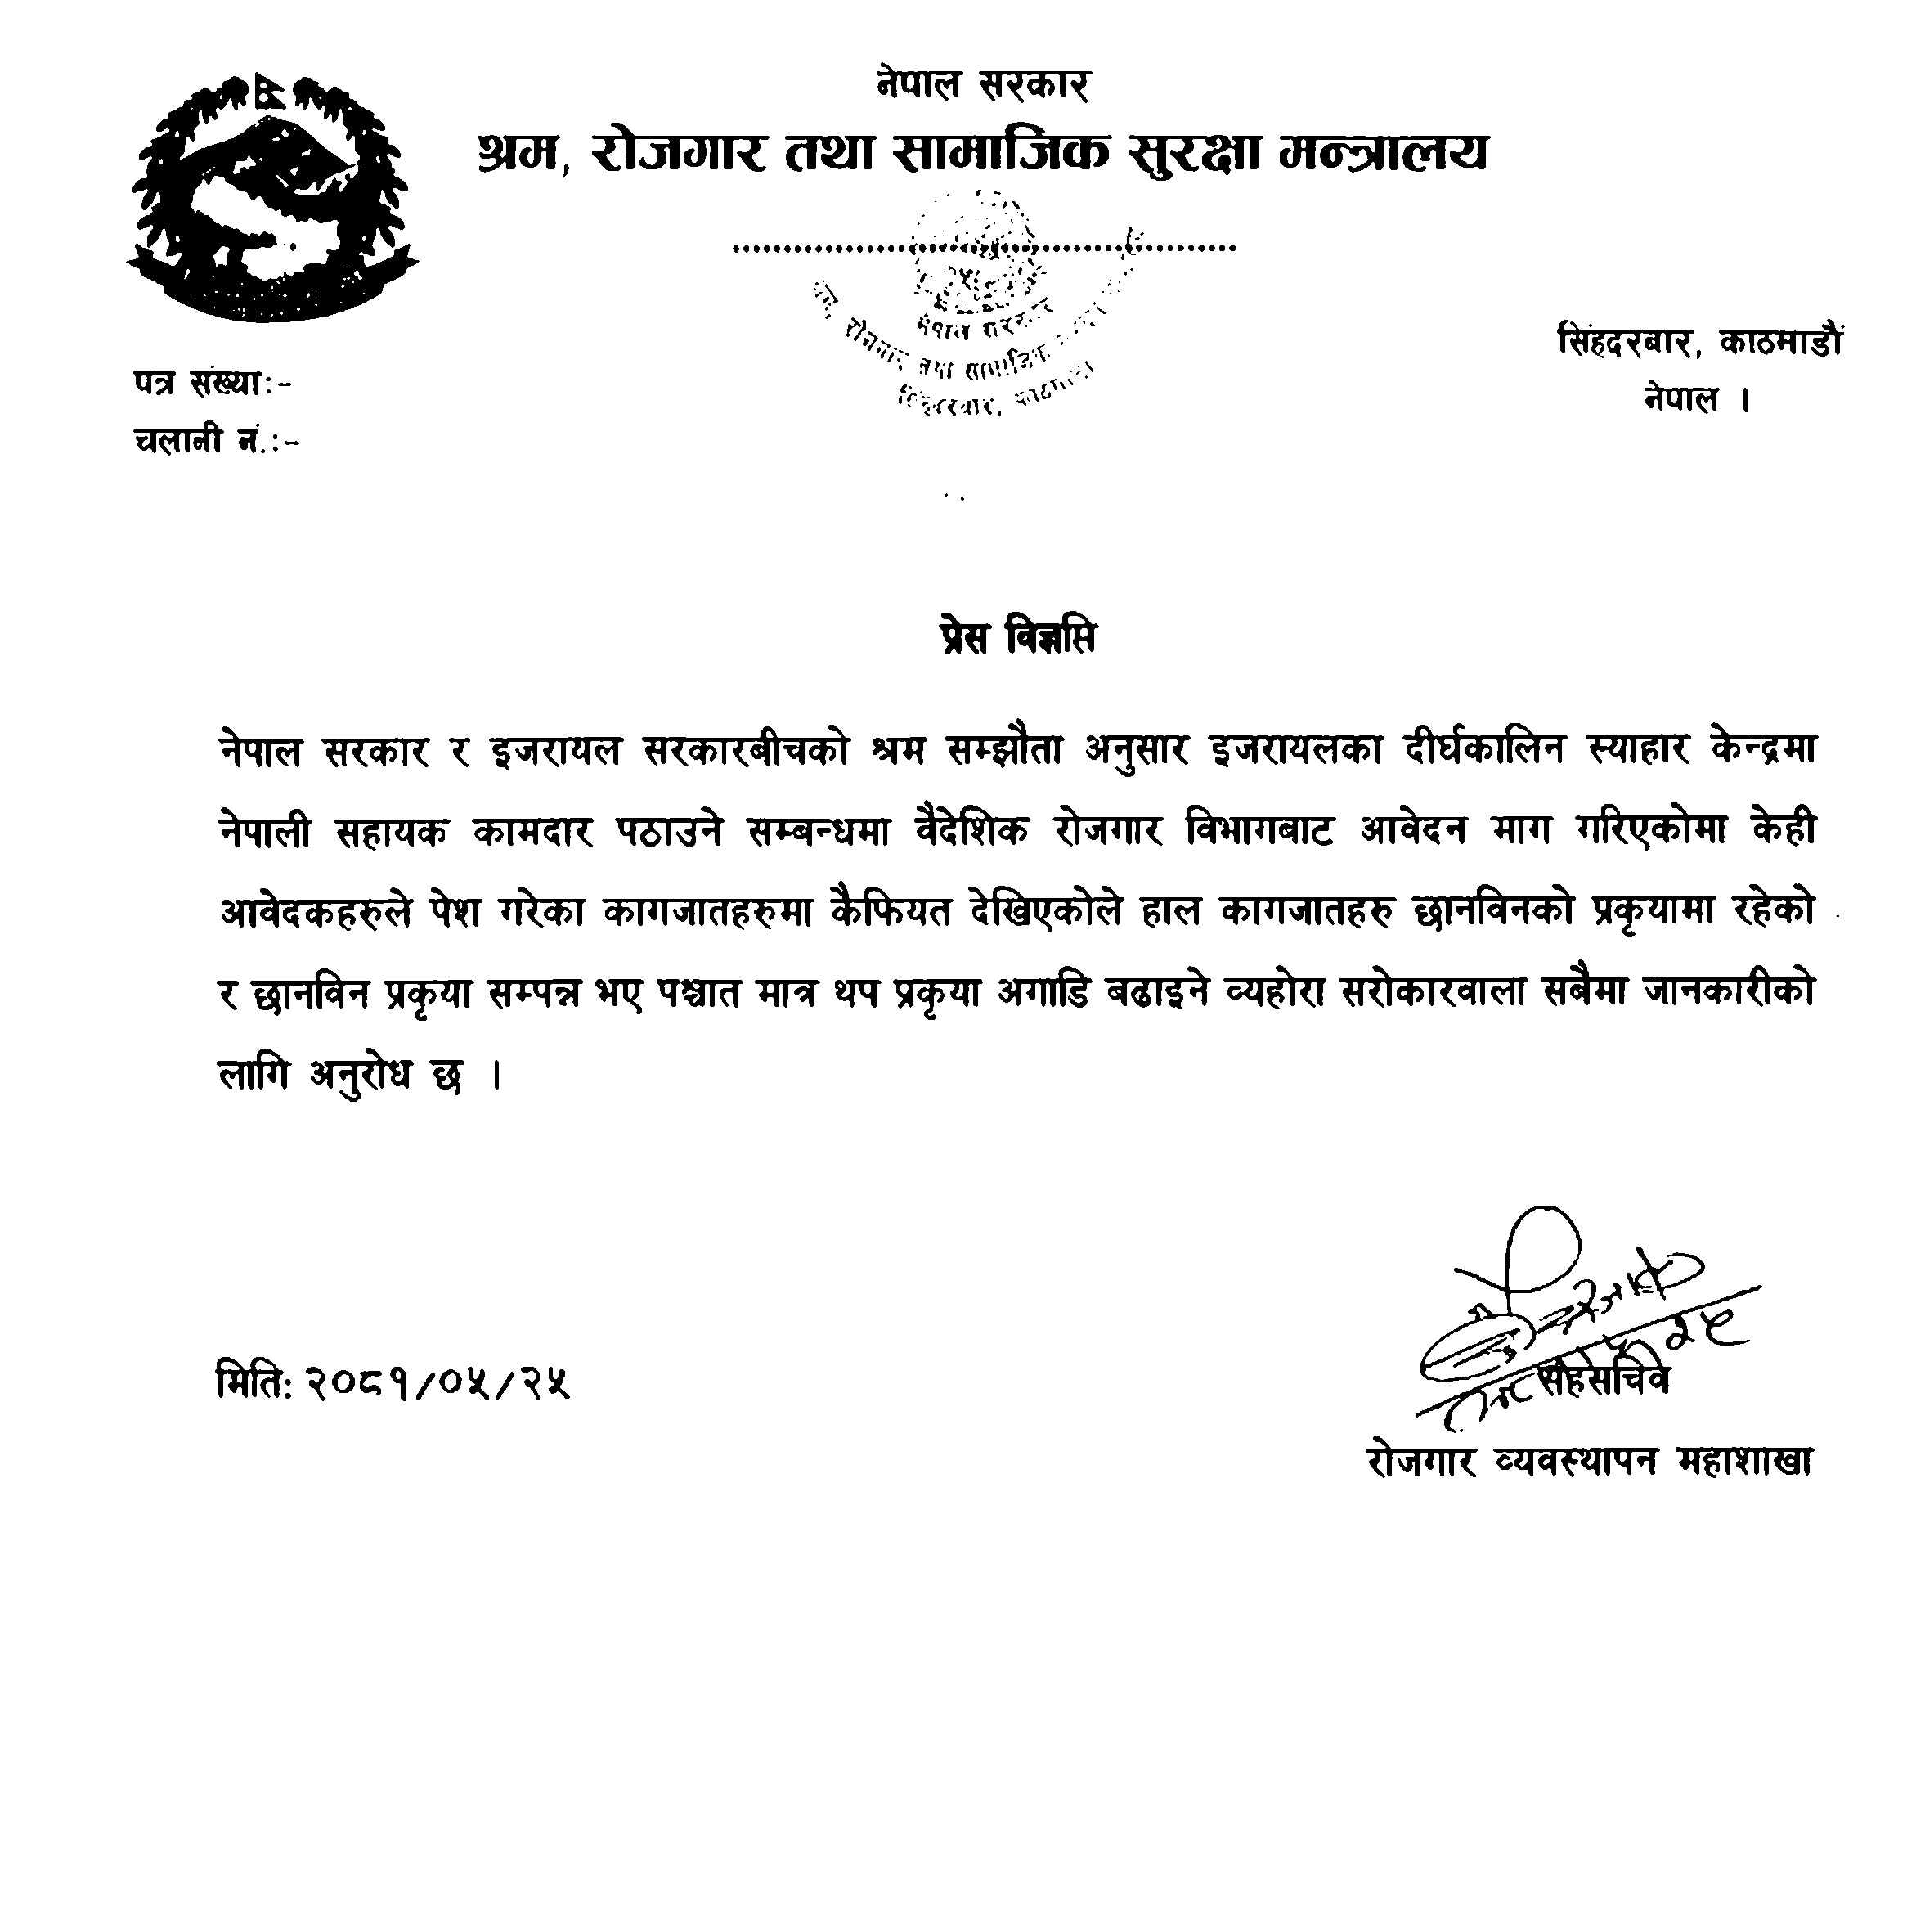 नेपाल सरकार
श्रम, रोजगार तथा सामाजिक सुरक्षा मन्त्रालय
नेपाल सरकार
रोजगार तथा सामाजिक
सिंहदरबार, काठमाडौं
सिंहदरबार, काठमाडौं
नेपाल ।
पत्र संख्याः-
चलानी नं.ः-
प्रेस विज्ञप्ति
नेपाल सरकार र इजरायल सरकारबीचको श्रम सम्झौता अनुसार इजरायलका दीर्घकालिन स्याहार केन्द्रमा
नेपाली सहायक कामदार पठाउने सम्बन्धमा वैदेशिक रोजगार विभागबाट आवेदन माग गरिएकोमा केही
आवेदकहरुले पेश गरेका कागजातहरुमा कैफियत देखिएकोले हाल कागजातहरु छानविनको प्रकृयामा रहेको
र छानविन प्रकृया सम्पन्न भए पश्चात मात्र थप प्रकृया अगाडि बढाइने व्यहोरा सरोकारवाला सबैमा जानकारीको
लागि अनुरोध छ ।
मिति: २०८१/०५/२५
सहसचिव
रोजगार व्यवस्थापन महाशाखा